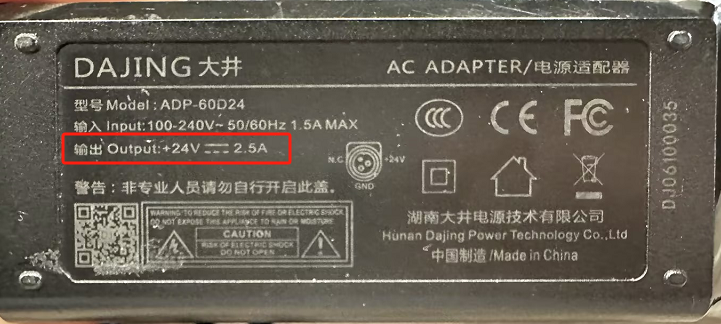 DAJING 大井
AC ADAPTER/电源适配器
型号 Model: ADP-60D24
输入 Input:100-240V~ 50/60Hz 1.5A MAX
输出 Output:+24V ⎓ 2.5A
N.C. +24V
GND
警告: 非专业人员请勿自行开启此盖。
WARNING: TO REDUCE THE RISK OF FIRE OR ELECTRIC SHOCK
DO NOT EXPOSE THIS APPLIANCE TO RAIN OR MOISTURE.
CAUTION
RISK OF ELECTRIC SHOCK
DO NOT OPEN
CCC CE FC
湖南大井电源技术有限公司
Hunan Dajing Power Technology Co.,Ltd
中国制造/Made in China
DJ06100035